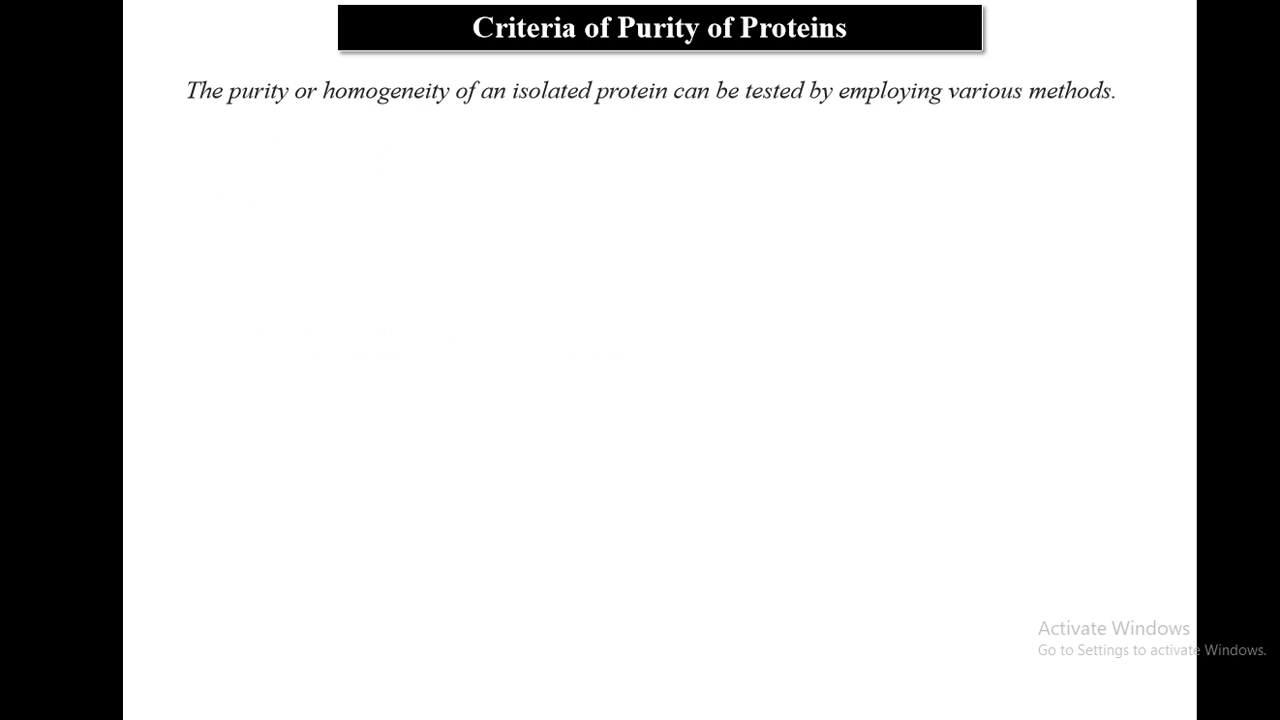 Criteria of Purity of Proteins
The purity or homogeneity of an isolated protein can be tested by employing various methods.
Activate Windows
Go to Settings to activate Windows.